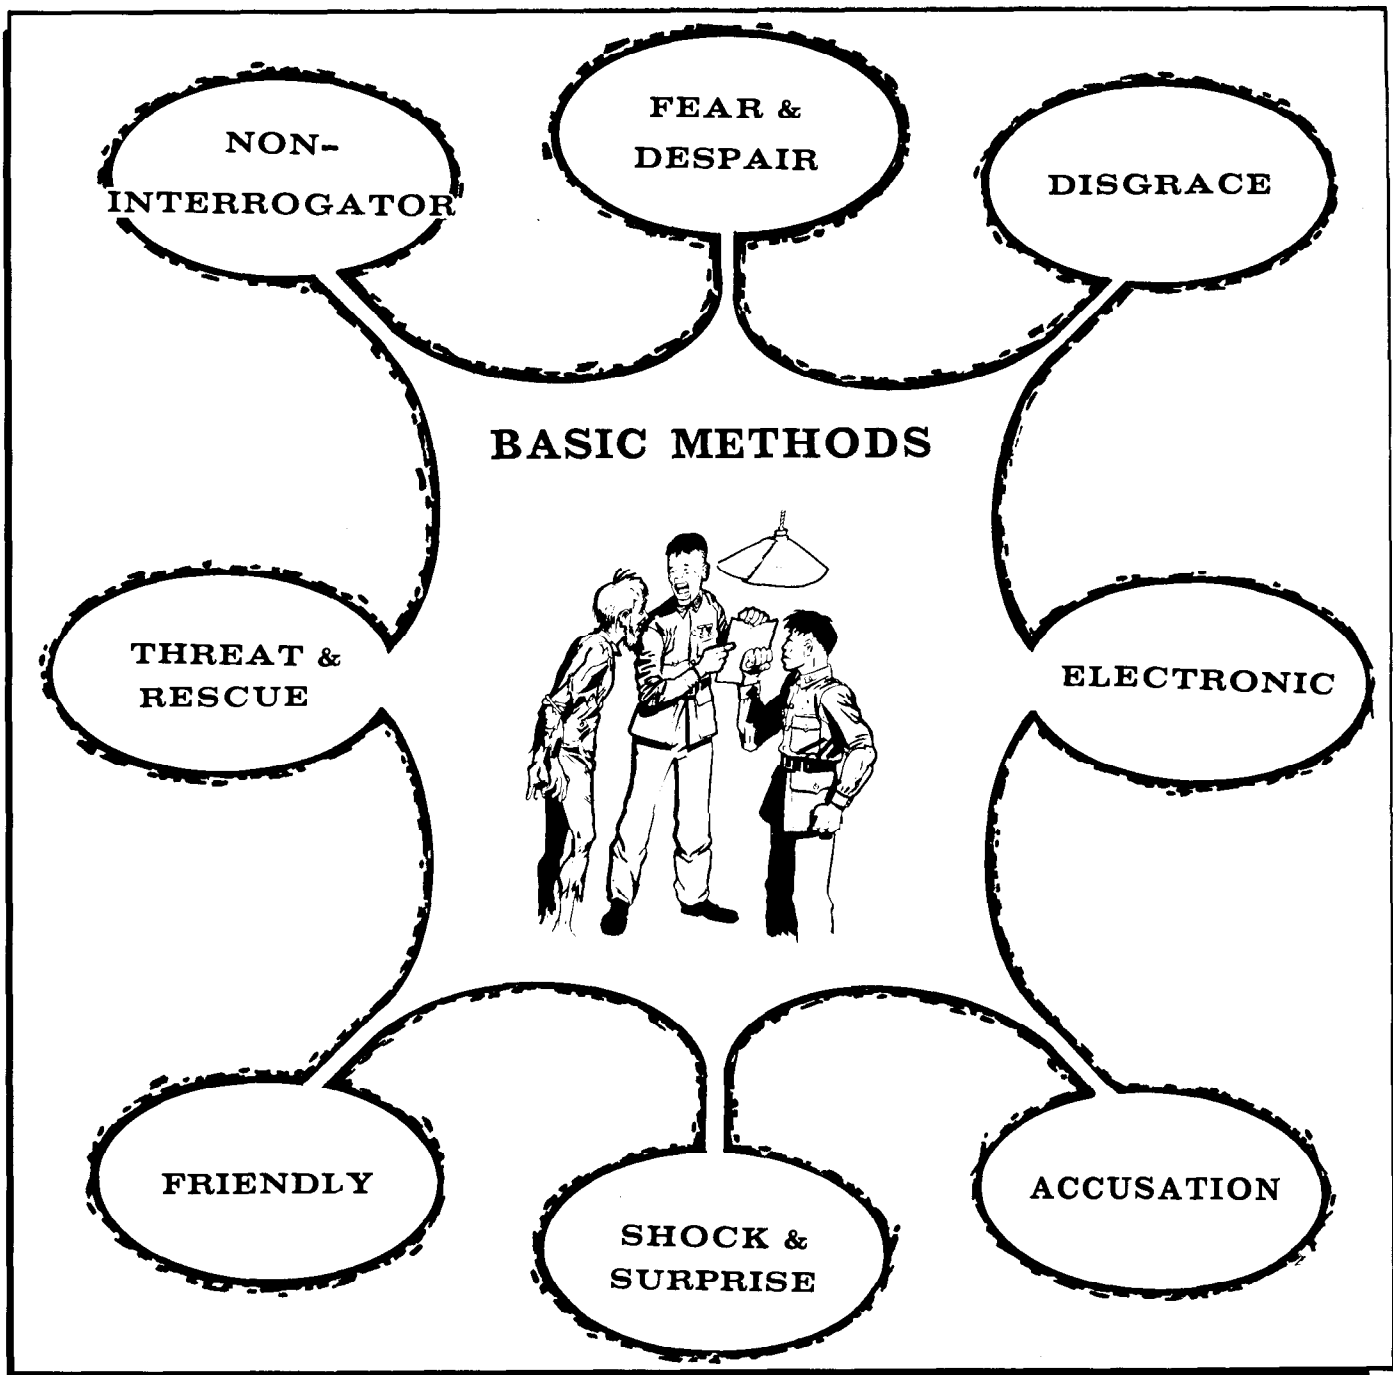 NON-
INTERROGATOR
FEAR &
DESPAIR
DISGRACE
BASIC METHODS
THREAT &
RESCUE
ELECTRONIC
FRIENDLY
SHOCK &
SURPRISE
ACCUSATION